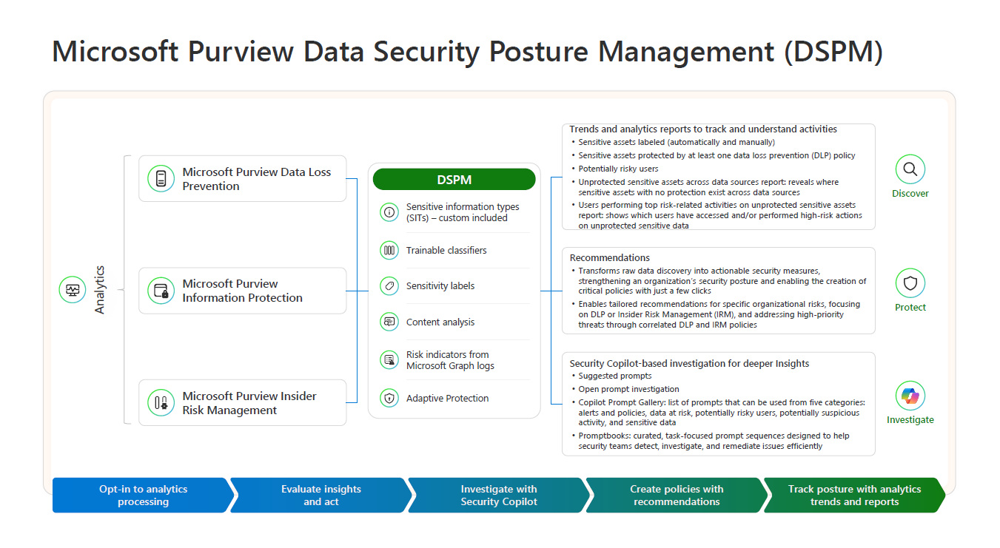 Microsoft Purview Data Security Posture Management (DSPM)
Analytics
Microsoft Purview Data Loss
Prevention
Microsoft Purview
Information Protection
Microsoft Purview Insider
Risk Management
DSPM
Sensitive information types
(SITs) – custom included
Trainable classifiers
Sensitivity labels
Content analysis
Risk indicators from
Microsoft Graph logs
Adaptive Protection
Trends and analytics reports to track and understand activities
• Sensitive assets labeled (automatically and manually)
• Sensitive assets protected by at least one data loss prevention (DLP) policy
• Potentially risky users
• Unprotected sensitive assets across data sources report: reveals where
sensitive assets with no protection exist across data sources
• Users performing top risk-related activities on unprotected sensitive assets
report: shows which users have accessed and/or performed high-risk actions
on unprotected sensitive data
Discover
Recommendations
• Transforms raw data discovery into actionable security measures,
strengthening an organization's security posture and enabling the creation of
critical policies with just a few clicks
• Enables tailored recommendations for specific organizational risks, focusing
on DLP or Insider Risk Management (IRM), and addressing high-priority
threats through correlated DLP and IRM policies
Protect
Security Copilot-based investigation for deeper Insights
• Suggested prompts
• Open prompt investigation
• Copilot Prompt Gallery: list of prompts that can be used from five categories:
alerts and policies, data at risk, potentially risky users, potentially suspicious
activity, and sensitive data
• Promptbooks: curated, task-focused prompt sequences designed to help
security teams detect, investigate, and remediate issues efficiently
Investigate
Opt-in to analytics
processing
Evaluate insights
and act
Investigate with
Security Copilot
Create policies with
recommendations
Track posture with analytics
trends and reports